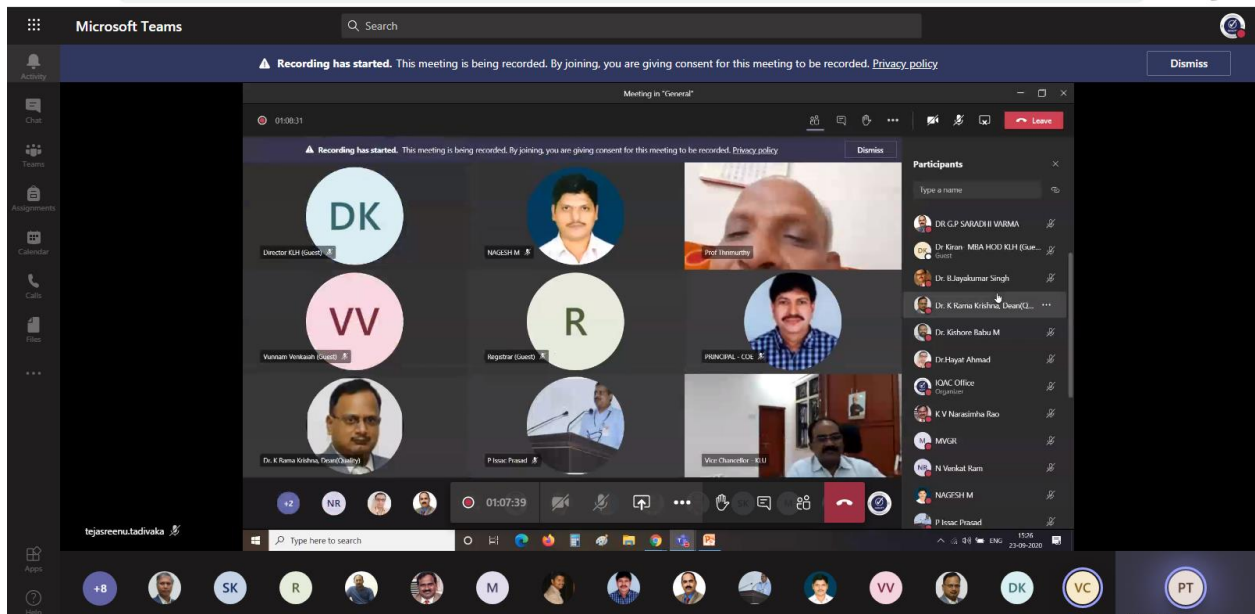 Microsoft Teams
Search
Activity
Chat
Teams
Assignments
Calendar
Calls
Files
Apps
Help
Recording has started. This meeting is being recorded. By joining, you are giving consent for this meeting to be recorded. Privacy policy
Dismiss
Meeting in "General"
01:08:31
Leave
Recording has started. This meeting is being recorded. By joining, you are giving consent for this meeting to be recorded. Privacy policy
Dismiss
DK
Director KLH (Guest)
NAGESH M
Prof Thrimurthy
VV
Vunnam Venkaiah (Guest)
R
Registrar (Guest)
PRINCIPAL - COE
Dr. K Rama Krishna, Dean(Quality)
P Issac Prasad
Vice Chancellor - KLU
Participants
Type a name
DR G.P SARADHI VARMA
DK
Dr Kiran MBA HOD KLH (Gue...
Guest
Dr. B.Jayakumar Singh
Dr. K Rama Krishna, Dean(Q...
Dr. Kishore Babu M
Dr.Hayat Ahmad
IQAC Office
Organizer
K V Narasimha Rao
M
MVGR
NR
N Venkat Ram
NAGESH M
P Issac Prasad
+2
NR
01:07:39
SK
tejasreenu.tadivaka
Type here to search
ENG
15:26
23-09-2020
+8
SK
R
M
VV
DK
VC
PT